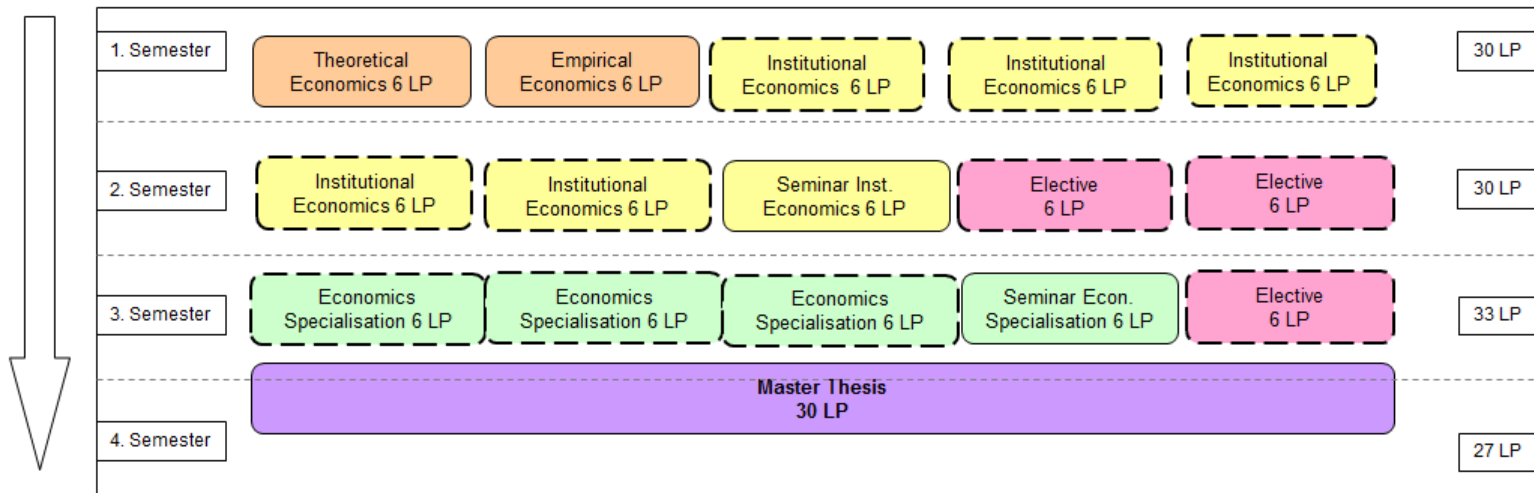 1. Semester
Theoretical
Economics 6 LP
Empirical
Economics 6 LP
Institutional
Economics  6 LP
Institutional
Economics 6 LP
Institutional
Economics 6 LP
30 LP
2. Semester
Institutional
Economics 6 LP
Institutional
Economics 6 LP
Seminar Inst.
Economics 6 LP
Elective
6 LP
Elective
6 LP
30 LP
3. Semester
Economics
Specialisation 6 LP
Economics
Specialisation 6 LP
Economics
Specialisation 6 LP
Seminar Econ.
Specialisation 6 LP
Elective
6 LP
33 LP
Master Thesis
30 LP
4. Semester
27 LP